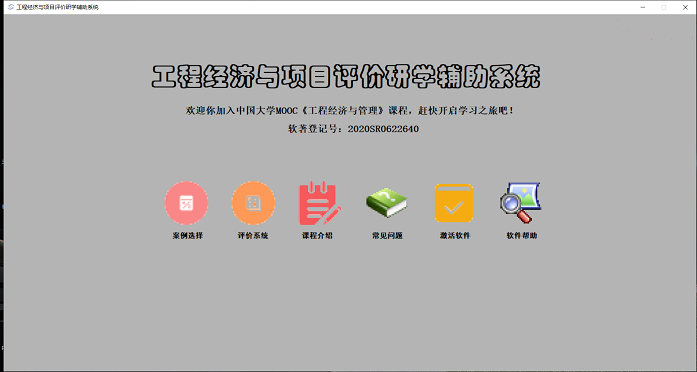 工程经济与项目评价研学辅助系统
工程经济与项目评价研学辅助系统
欢迎你加入中国大学MOOC《工程经济与管理》课程，赶快开启学习之旅吧！
软著登记号：2020SR0622640
案例选择
评价系统
课程介绍
常见问题
激活软件
软件帮助